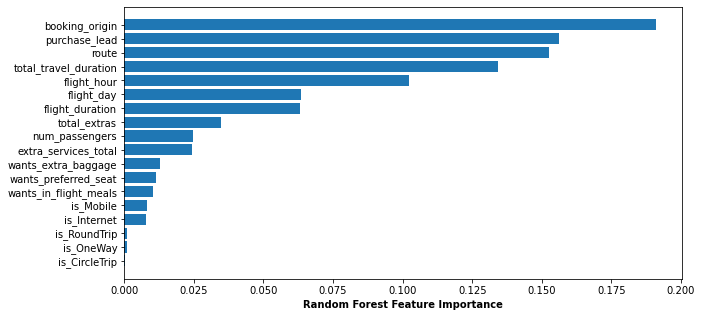 booking_origin
purchase_lead
route
total_travel_duration
flight_hour
flight_day
flight_duration
total_extras
num_passengers
extra_services_total
wants_extra_baggage
wants_preferred_seat
wants_in_flight_meals
is_Mobile
is_Internet
is_RoundTrip
is_OneWay
is_CircleTrip
0.000 0.025 0.050 0.075 0.100 0.125 0.150 0.175 0.200
Random Forest Feature Importance